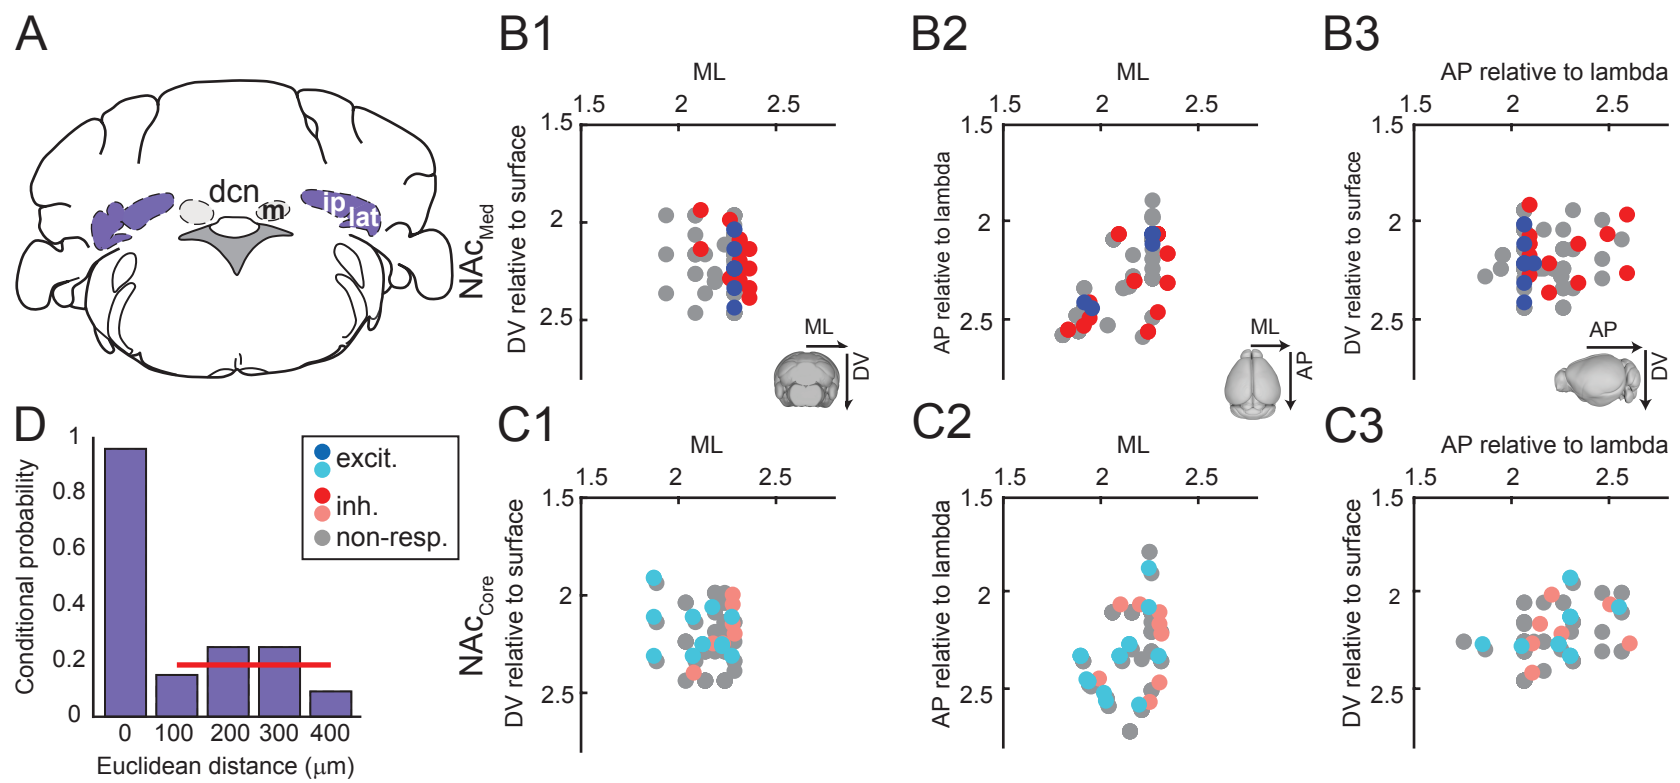 A
dcn
m
ip
lat
B1
ML
1.5 2 2.5
1.5
2
2.5
DV relative to surface
NAcMed
ML
DV
B2
ML
1.5 2 2.5
1.5
2
2.5
AP relative to lambda
ML
AP
B3
AP relative to lambda
1.5 2 2.5
1.5
2
2.5
DV relative to surface
AP
DV
D
1
0.8
0.6
0.4
0.2
0
Conditional probability
0 100 200 300 400
Euclidean distance (μm)
excit.
inh.
non-resp.
C1
ML
1.5 2 2.5
1.5
2
2.5
DV relative to surface
NAcCore
C2
ML
1.5 2 2.5
1.5
2
2.5
AP relative to lambda
C3
AP relative to lambda
1.5 2 2.5
1.5
2
2.5
DV relative to surface